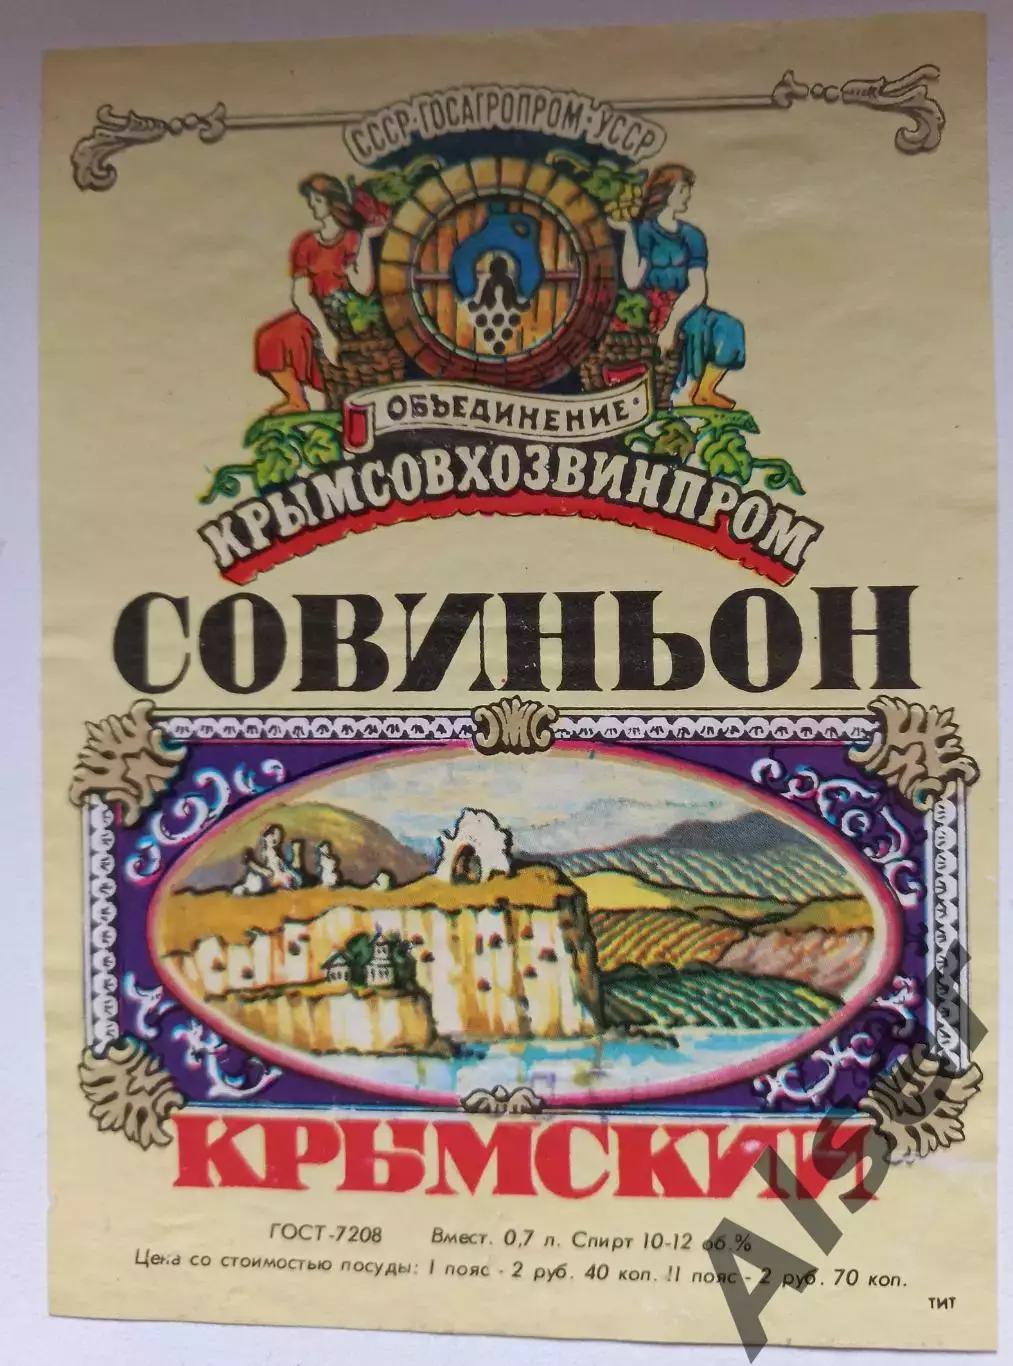 СССР·ГОСАГРОПРОМ·УССР
ОБЪЕДИНЕНИЕ·
КРЫМСОВХОЗВИНПРОМ
СОВИНЬОН
КРЫМСКИЙ
ГОСТ-7208 Вмест. 0,7 л. Спирт 10-12 об.%
Цена со стоимостью посуды: I пояс - 2 руб. 40 коп. II пояс - 2 руб. 70 коп.
ТИТ